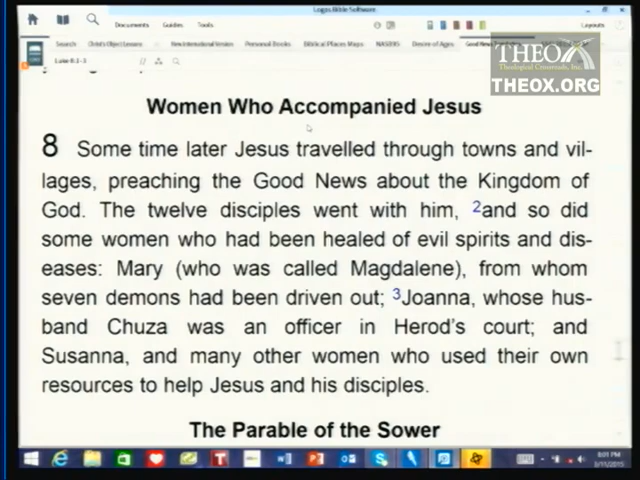 Logos Bible Software
Documents Guides Tools
Layouts
Search Christ's Object Lessons New International Version Personal Books Biblical Places Maps NASB95 Desire of Ages
Luke 8:1-3
THEOX
Theological Crossroads, Inc.
THEOX.ORG
Women Who Accompanied Jesus
8 Some time later Jesus travelled through towns and vil-
lages, preaching the Good News about the Kingdom of
God. The twelve disciples went with him, 2and so did
some women who had been healed of evil spirits and dis-
eases: Mary (who was called Magdalene), from whom
seven demons had been driven out; 3Joanna, whose hus-
band Chuza was an officer in Herod's court; and
Susanna, and many other women who used their own
resources to help Jesus and his disciples.
The Parable of the Sower
8:01 PM
3/11/2015